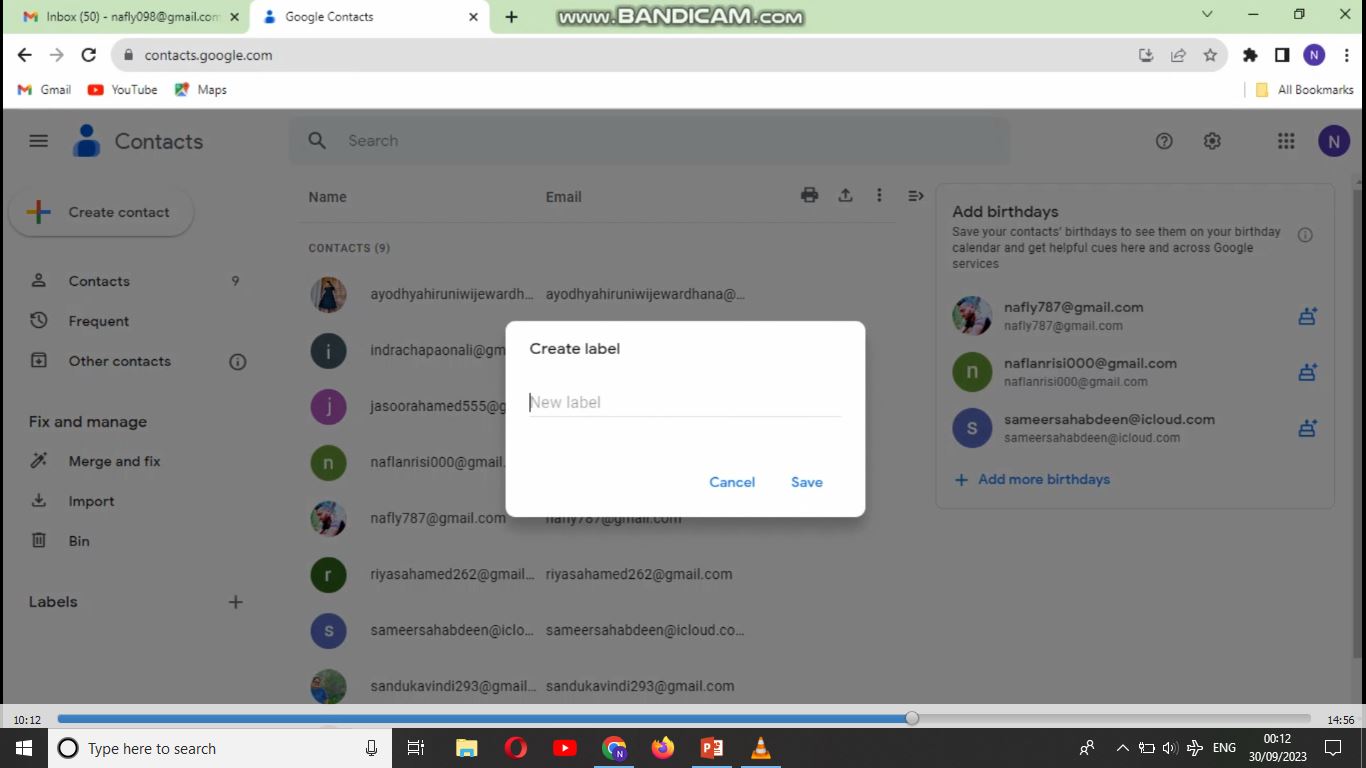 Inbox (50) - nafly098@gmail.com
Google Contacts
www.BANDICAM.com
contacts.google.com
N
Gmail
YouTube
Maps
All Bookmarks
Contacts
Search
N
Create contact
Name
Email
Add birthdays
Save your contacts' birthdays to see them on your birthday
calendar and get helpful cues here and across Google
services
CONTACTS (9)
Contacts
9
ayodhyahiruniwijewardh...
ayodhyahiruniwijewardhana@...
nafly787@gmail.com
nafly787@gmail.com
Frequent
i
indrachapaonali@gm
Create label
Other contacts
n
naflanrisi000@gmail.com
naflanrisi000@gmail.com
j
jasoorahamed555@g
New label
Fix and manage
s
sameersahabdeen@icloud.com
sameersahabdeen@icloud.com
Merge and fix
n
naflanrisi000@gmail.
Cancel
Save
Add more birthdays
Import
nafly787@gmail.com
nafly787@gmail.com
Bin
r
riyasahamed262@gmail...
riyasahamed262@gmail.com
Labels
s
sameersahabdeen@iclo...
sameersahabdeen@icloud.co...
sandukavindi293@gmail...
sandukavindi293@gmail.com
10:12
14:56
Type here to search
N
ENG
00:12
30/09/2023